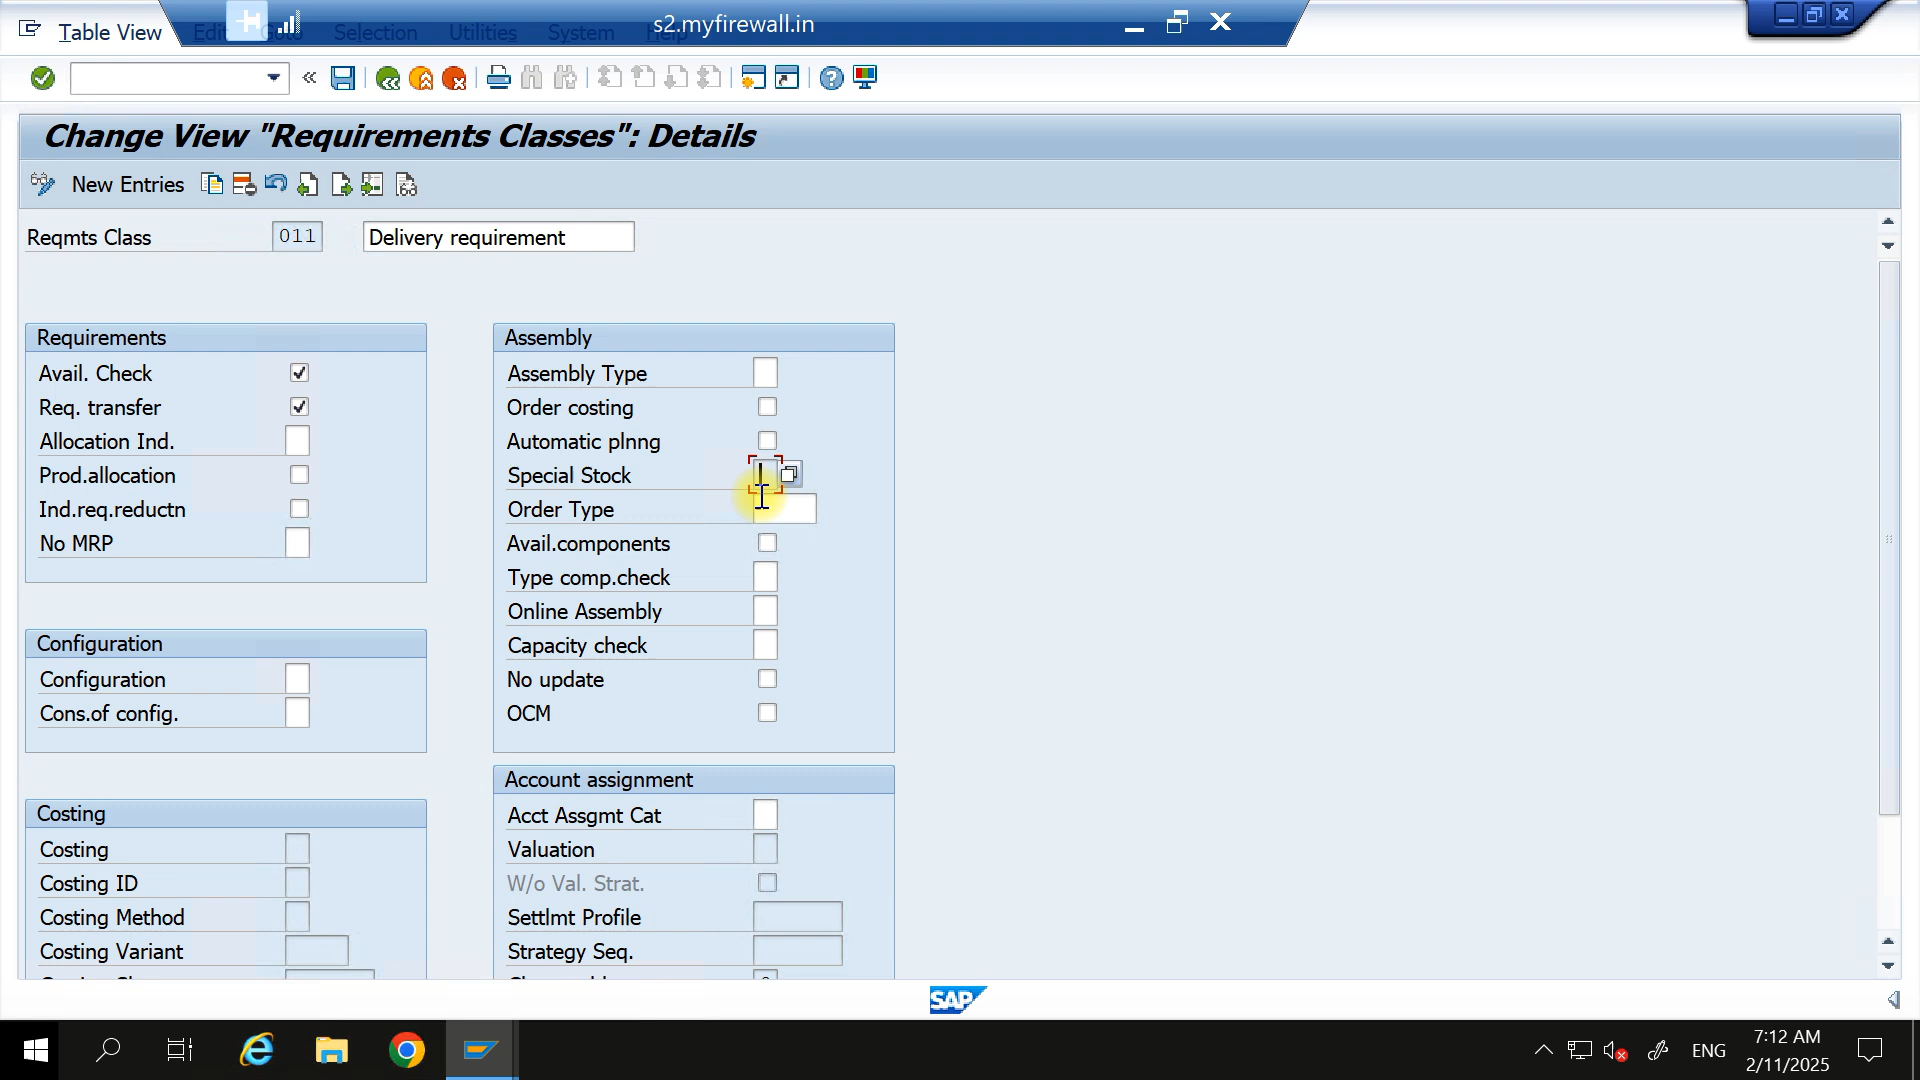 s2.myfirewall.in
Table View Edit Goto Selection Utilities System Help
Change View "Requirements Classes": Details
New Entries
Reqmts Class 011 Delivery requirement
Requirements
Avail. Check
Req. transfer
Allocation Ind.
Prod.allocation
Ind.req.reductn
No MRP
Configuration
Configuration
Cons.of config.
Costing
Costing
Costing ID
Costing Method
Costing Variant
Assembly
Assembly Type
Order costing
Automatic plnng
Special Stock
Order Type
Avail.components
Type comp.check
Online Assembly
Capacity check
No update
OCM
Account assignment
Acct Assgmt Cat
Valuation
W/o Val. Strat.
Settlmt Profile
Strategy Seq.
SAP
ENG
7:12 AM
2/11/2025